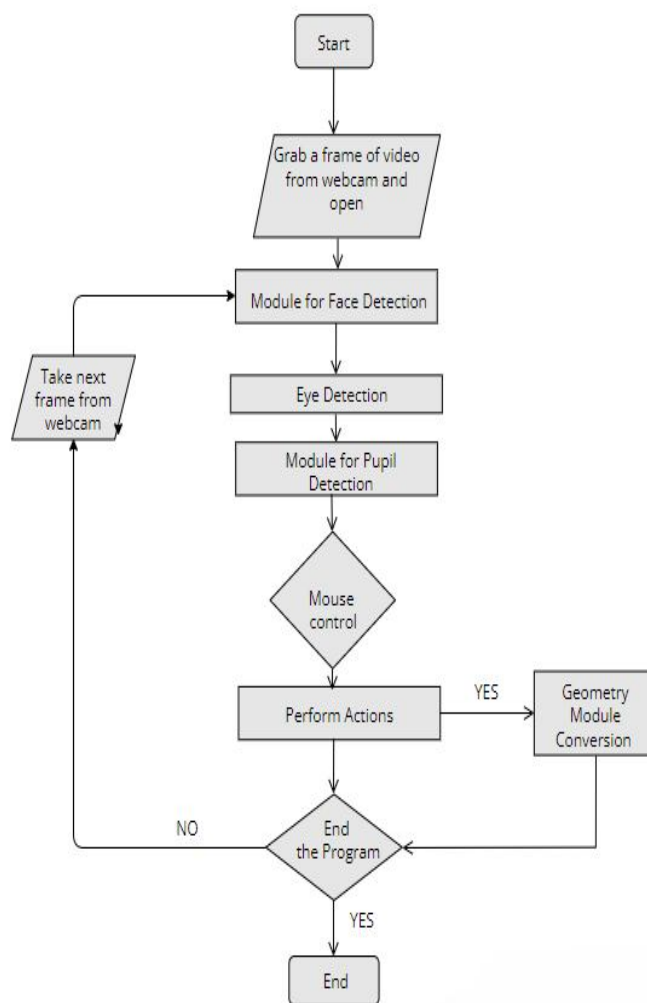 Start
Grab a frame of video
from webcam and
open
Module for Face Detection
Take next
frame from
webcam
Eye Detection
Module for Pupil
Detection
Mouse
control
Perform Actions
YES
Geometry
Module
Conversion
NO
End
the Program
YES
End